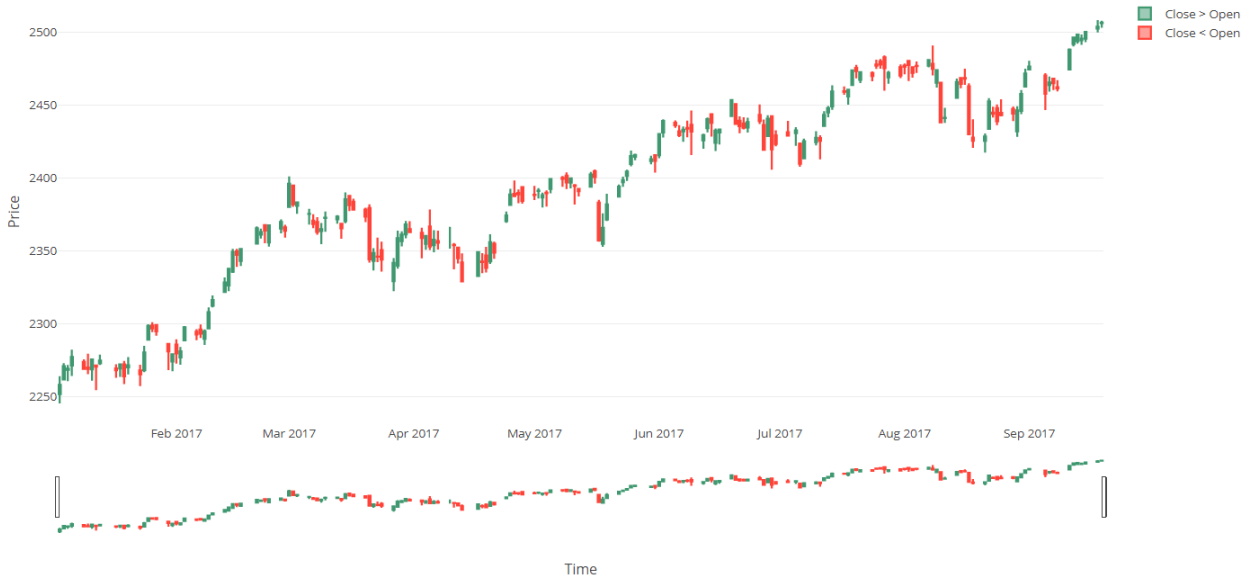 Close > Open
Close < Open
2500
2450
2400
2350
2300
2250
Price
Feb 2017
Mar 2017
Apr 2017
May 2017
Jun 2017
Jul 2017
Aug 2017
Sep 2017
Time